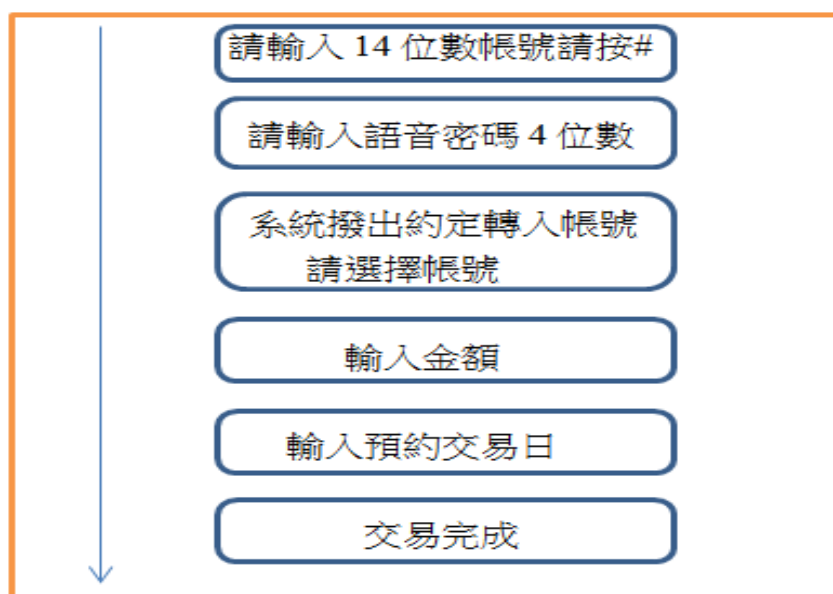 請輸入 14 位數帳號請按#
請輸入語音密碼 4 位數
系統撥出約定轉入帳號
請選擇帳號
輸入金額
輸入預約交易日
交易完成